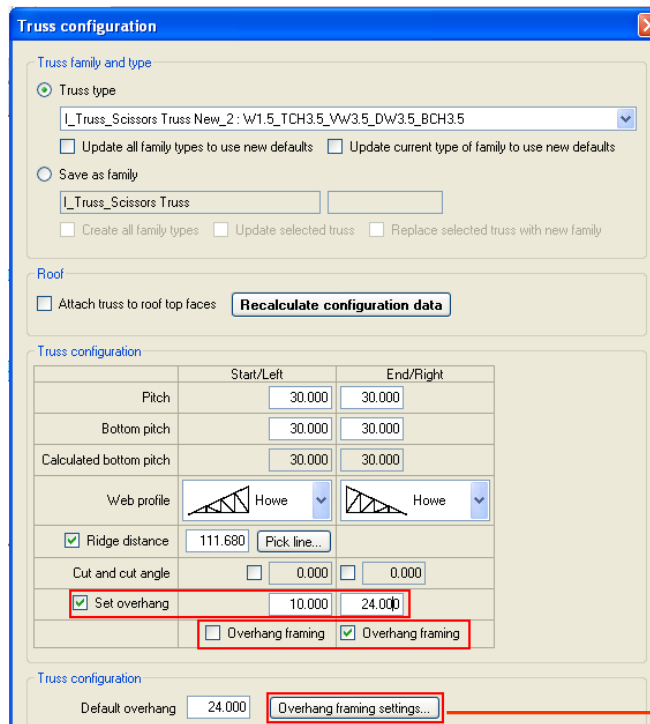 Truss configuration
Truss family and type
Truss type
I_Truss_Scissors Truss New_2 : W1.5_TCH3.5_VW3.5_DW3.5_BCH3.5
Update all family types to use new defaults Update current type of family to use new defaults
Save as family
I_Truss_Scissors Truss
Create all family types Update selected truss Replace selected truss with new family
Roof
Attach truss to roof top faces Recalculate configuration data
Truss configuration
Start/Left End/Right
Pitch 30.000 30.000
Bottom pitch 30.000 30.000
Calculated bottom pitch 30.000 30.000
Web profile Howe Howe
Ridge distance 111.680 Pick line...
Cut and cut angle 0.000 0.000
Set overhang 10.000 24.000
Overhang framing Overhang framing
Truss configuration
Default overhang 24.000 Overhang framing settings...